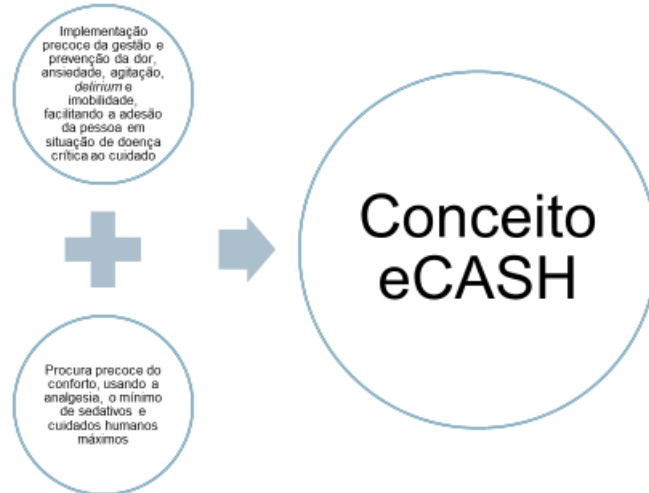 Implementação
precoce da gestão e
prevenção da dor,
ansiedade, agitação,
delirium e
imobilidade,
facilitando a adesão
da pessoa em
situação de doença
crítica ao cuidado
Procura precoce do
conforto, usando a
analgesia, o mínimo
de sedativos e
cuidados humanos
máximos
Conceito
eCASH